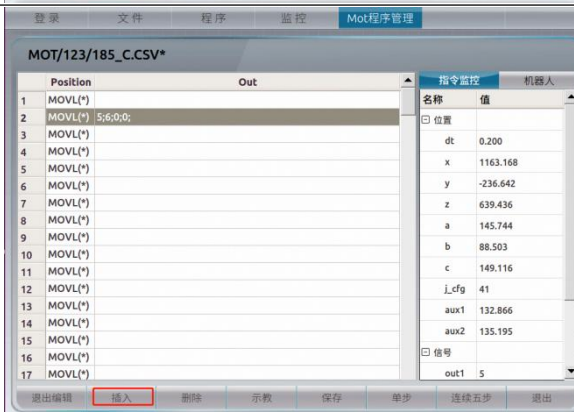 登录 文件 程序 监控 Mot程序管理
MOT/123/185_C.CSV*
Position Out
1 MOVL(*)
2 MOVL(*) 5;6;0;0;
3 MOVL(*)
4 MOVL(*)
5 MOVL(*)
6 MOVL(*)
7 MOVL(*)
8 MOVL(*)
9 MOVL(*)
10 MOVL(*)
11 MOVL(*)
12 MOVL(*)
13 MOVL(*)
14 MOVL(*)
15 MOVL(*)
16 MOVL(*)
17 MOVL(*)
指令监控 机器人
名称 值
位置
dt 0.200
x 1163.168
y -236.642
z 639.436
a 145.744
b 88.503
c 149.116
j_cfg 41
aux1 132.866
aux2 135.195
信号
out1 5
退出编辑 插入 删除 示教 保存 单步 连续五步 退出